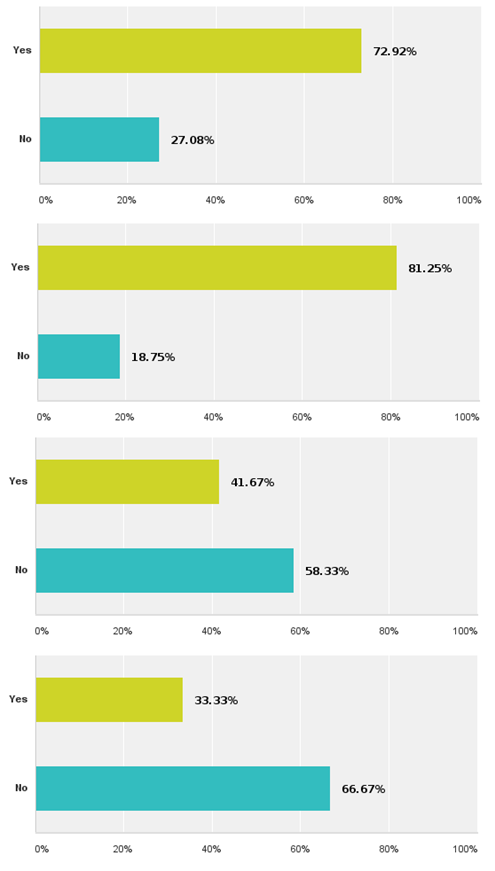 Yes 72.92%
No 27.08%
0% 20% 40% 60% 80% 100%
Yes 81.25%
No 18.75%
0% 20% 40% 60% 80% 100%
Yes 41.67%
No 58.33%
0% 20% 40% 60% 80% 100%
Yes 33.33%
No 66.67%
0% 20% 40% 60% 80% 100%